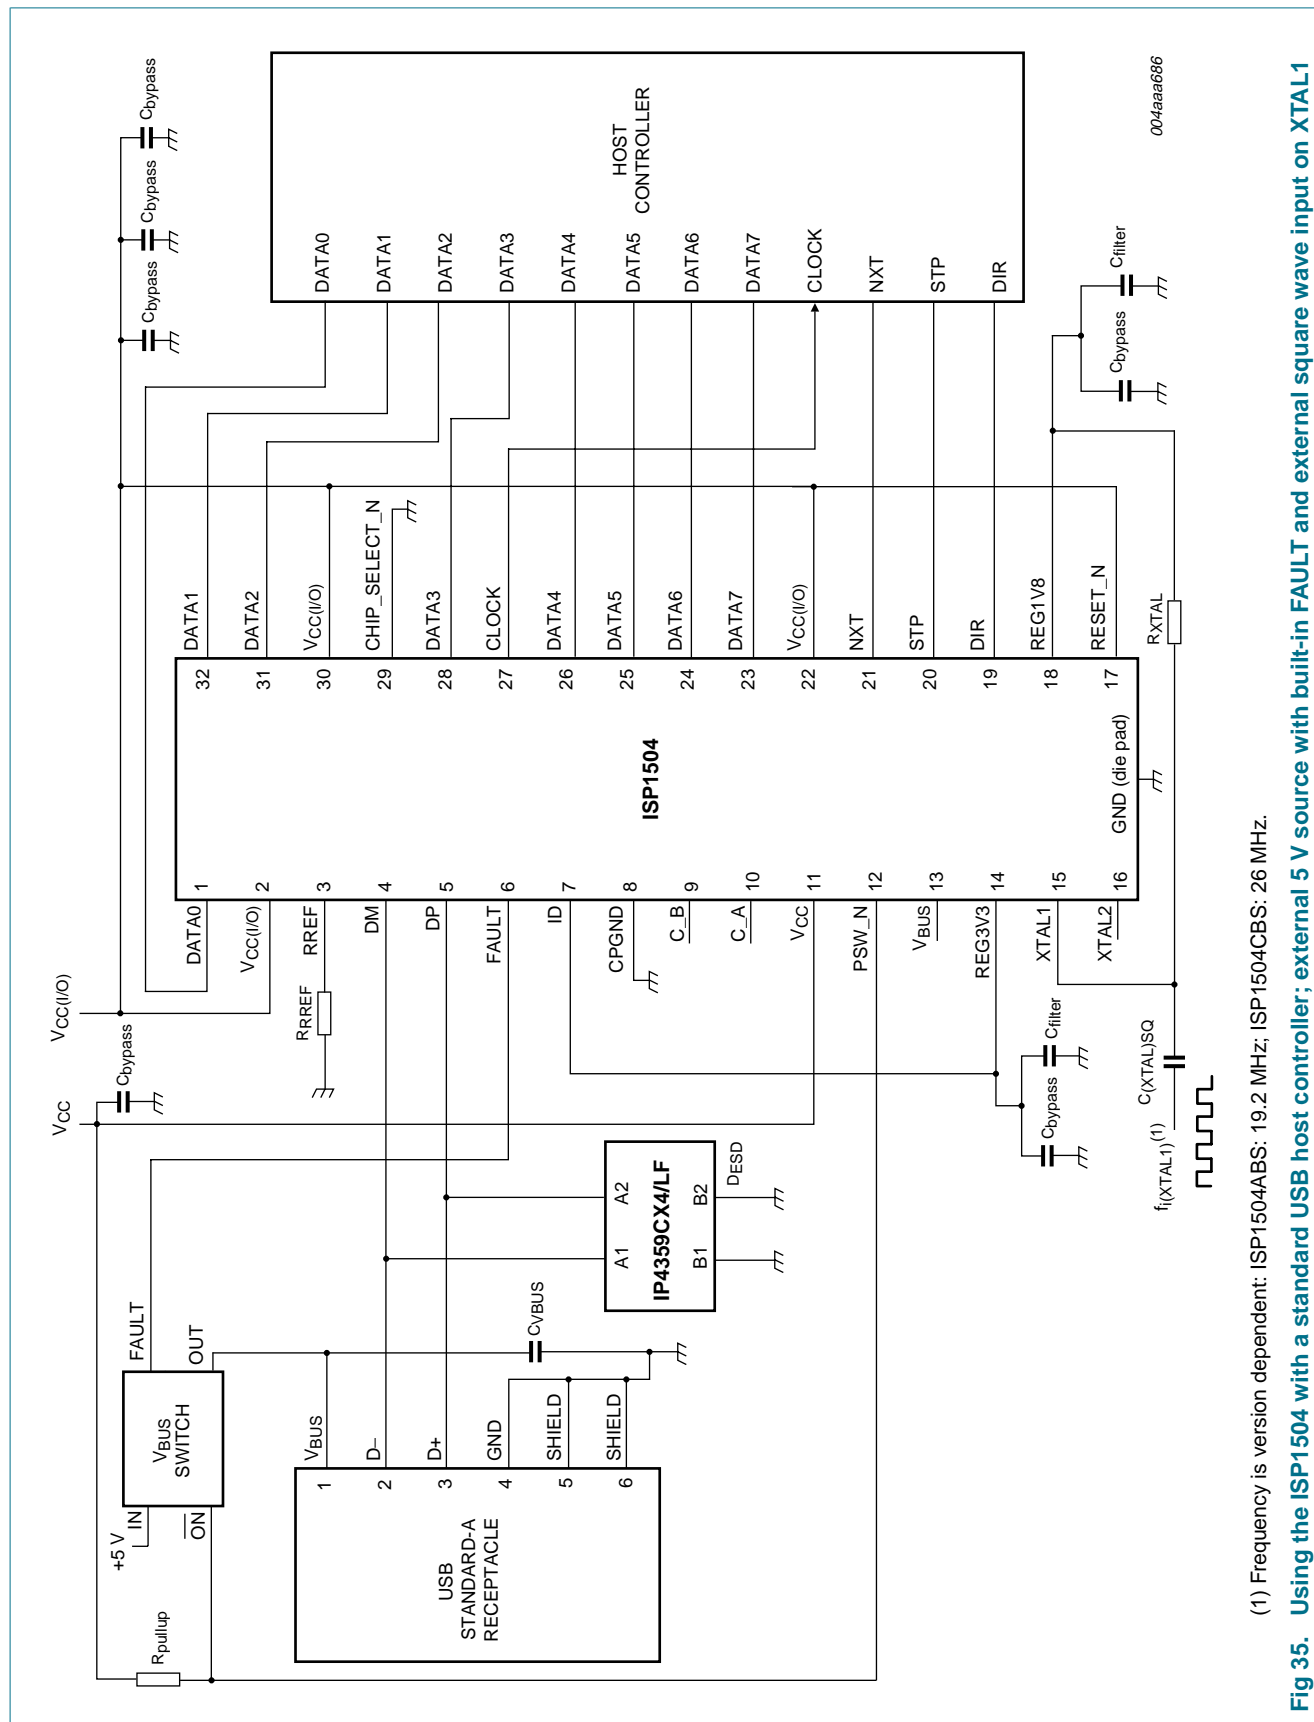 VCC
VCC(I/O)
Cbypass
Cbypass
Cbypass
Cbypass
Rpullup
+5 V
IN
ON
VBUS
SWITCH
FAULT
OUT
RRREF
USB
STANDARD-A
RECEPTACLE
1
2
3
4
5
6
VBUS
D−
D+
GND
SHIELD
SHIELD
CVBUS
IP4359CX4/LF
A1
A2
B1
B2
DESD
DATA0
VCC(I/O)
RREF
DM
DP
FAULT
ID
CPGND
C_B
C_A
VCC
PSW_N
VBUS
REG3V3
XTAL1
XTAL2
1
2
3
4
5
6
7
8
9
10
11
12
13
14
15
16
ISP1504
GND (die pad)
32
31
30
29
28
27
26
25
24
23
22
21
20
19
18
17
DATA1
DATA2
VCC(I/O)
CHIP_SELECT_N
DATA3
CLOCK
DATA4
DATA5
DATA6
DATA7
VCC(I/O)
NXT
STP
DIR
REG1V8
RESET_N
DATA0
DATA1
DATA2
DATA3
DATA4
DATA5
DATA6
DATA7
CLOCK
NXT
STP
DIR
HOST
CONTROLLER
Cbypass
Cfilter
Cbypass
Cfilter
fi(XTAL1)(1)
C(XTAL)SQ
RXTAL
004aaa686
(1) Frequency is version dependent: ISP1504ABS: 19.2 MHz; ISP1504CBS: 26 MHz.
Fig 35. Using the ISP1504 with a standard USB host controller; external 5 V source with built-in FAULT and external square wave input on XTAL1